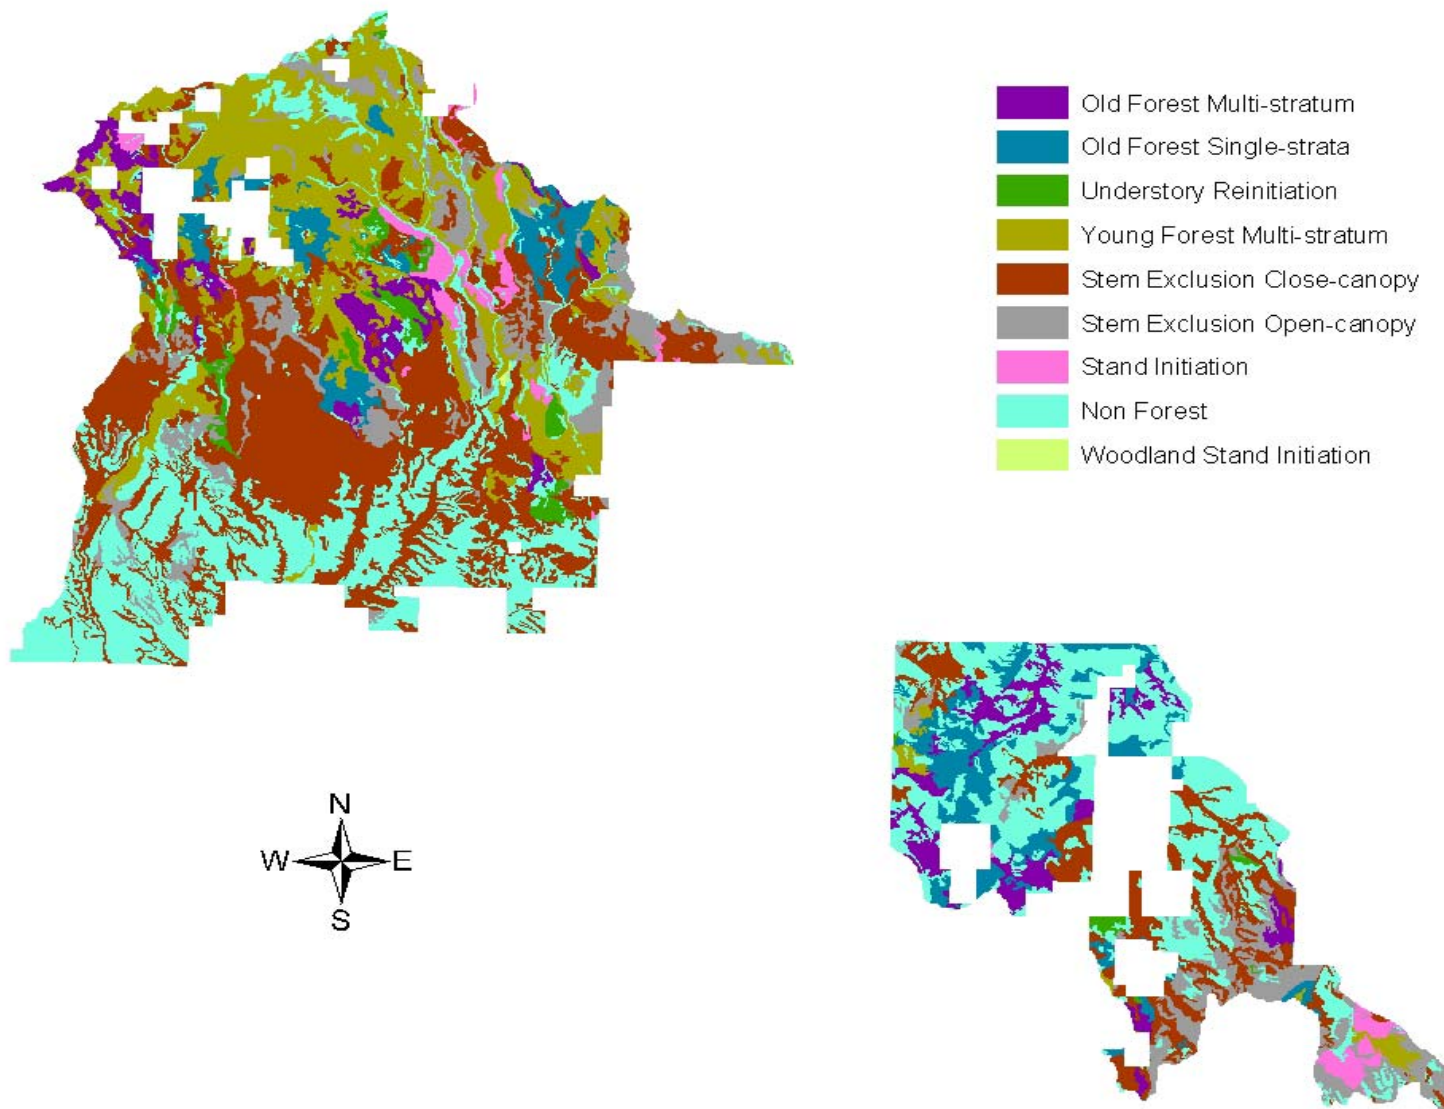 Old Forest Multi-stratum
Old Forest Single-strata
Understory Reinitiation
Young Forest Multi-stratum
Stem Exclusion Close-canopy
Stem Exclusion Open-canopy
Stand Initiation
Non Forest
Woodland Stand Initiation
N
W E
S